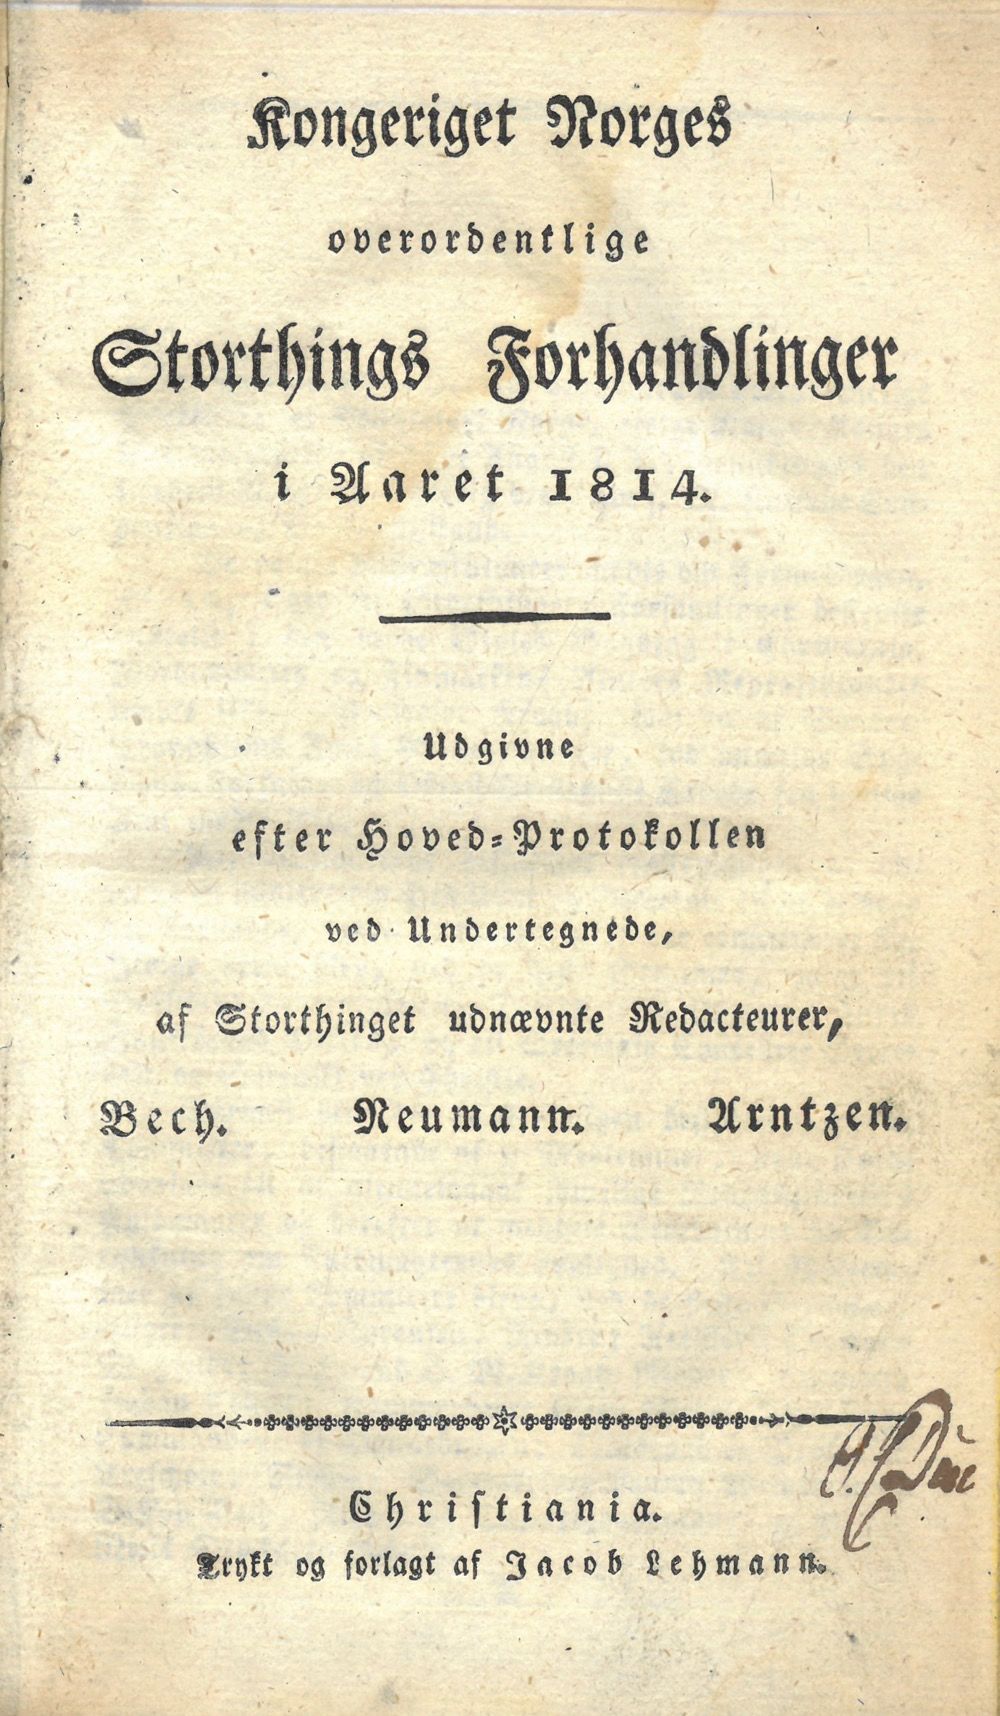 Kongeriget Norges
overordentlige
Storthings Forhandlinger
i Aaret 1814.
Udgivne
efter Hoved-Protokollen
ved Undertegnede,
af Storthinget udnævnte Redacteurer,
Bech. Neumann. Arntzen.
Christiania.
Trykt og forlagt af Jacob Lehmann.